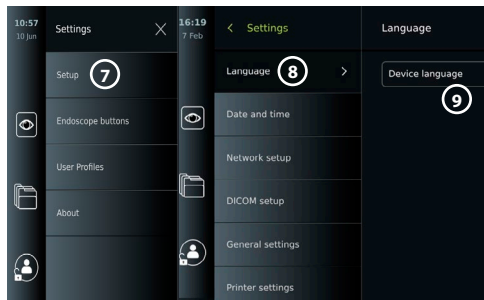 10:57
10 Jun
Settings
Setup
7
Endoscope buttons
User Profiles
About
16:19
7 Feb
Settings
Language
8
Date and time
Network setup
DICOM setup
General settings
Printer settings
Language
Device language
9